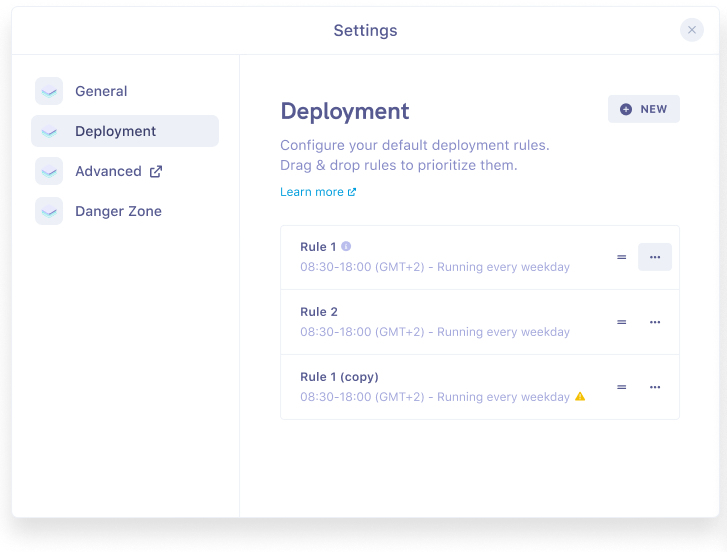 Settings
General
Deployment
Advanced
Danger Zone
Deployment
NEW
Configure your default deployment rules.
Drag & drop rules to prioritize them.
Learn more
Rule 1
08:30-18:00 (GMT+2) - Running every weekday
Rule 2
08:30-18:00 (GMT+2) - Running every weekday
Rule 1 (copy)
08:30-18:00 (GMT+2) - Running every weekday